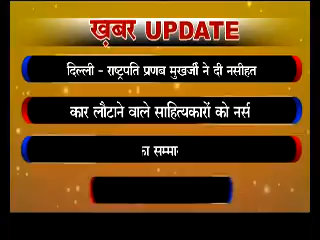 ख़बर UPDATE
दिल्ली - राष्ट्रपति प्रणब मुखर्जी ने दी नसीहत
कार लौटाने वाले साहित्यकारों को नर्स
का सम्मा